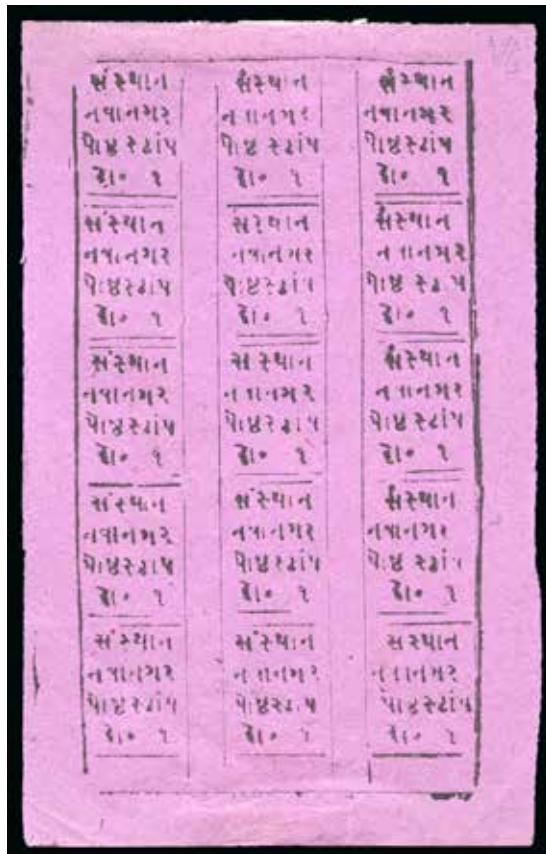 સંસ્થાન
નવાનગર
પોષ્ટ સ્ટાંપ
દો૦ ૧
સંસ્થાન
નવાનગર
પોષ્ટ સ્ટાંપ
દો૦ ૧
સંસ્થાન
નવાનગર
પોષ્ટ સ્ટાંપ
દો૦ ૧
સંસ્થાન
નવાનગર
પોષ્ટ સ્ટાંપ
દો૦ ૧
સંસ્થાન
નવાનગર
પોષ્ટ સ્ટાંપ
દો૦ ૧
સંસ્થાન
નવાનગર
પોષ્ટ સ્ટાંપ
દો૦ ૧
સંસ્થાન
નવાનગર
પોષ્ટ સ્ટાંપ
દો૦ ૧
સંસ્થાન
નવાનગર
પોષ્ટ સ્ટાંપ
દો૦ ૧
સંસ્થાન
નવાનગર
પોષ્ટ સ્ટાંપ
દો૦ ૧
સંસ્થાન
નવાનગર
પોષ્ટ સ્ટાંપ
દો૦ ૧
સંસ્થાન
નવાનગર
પોષ્ટ સ્ટાંપ
દો૦ ૧
સંસ્થાન
નવાનગર
પોષ્ટ સ્ટાંપ
દો૦ ૧
સંસ્થાન
નવાનગર
પોષ્ટ સ્ટાંપ
દો૦ ૧
સંસ્થાન
નવાનગર
પોષ્ટ સ્ટાંપ
દો૦ ૧
સંસ્થાન
નવાનગર
પોષ્ટ સ્ટાંપ
દો૦ ૧